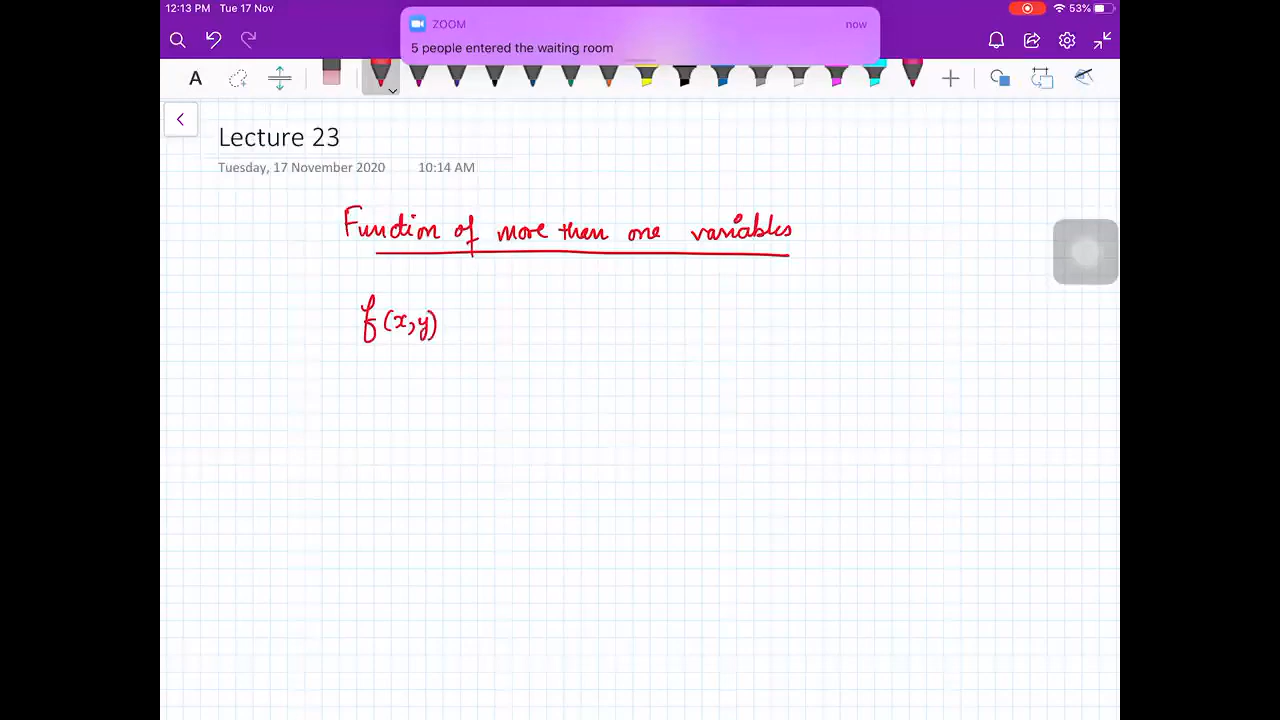 12:13 PM Tue 17 Nov
53%
ZOOM now
5 people entered the waiting room
A
Lecture 23
Tuesday, 17 November 2020 10:14 AM
Function of more than one variables
f(x,y)